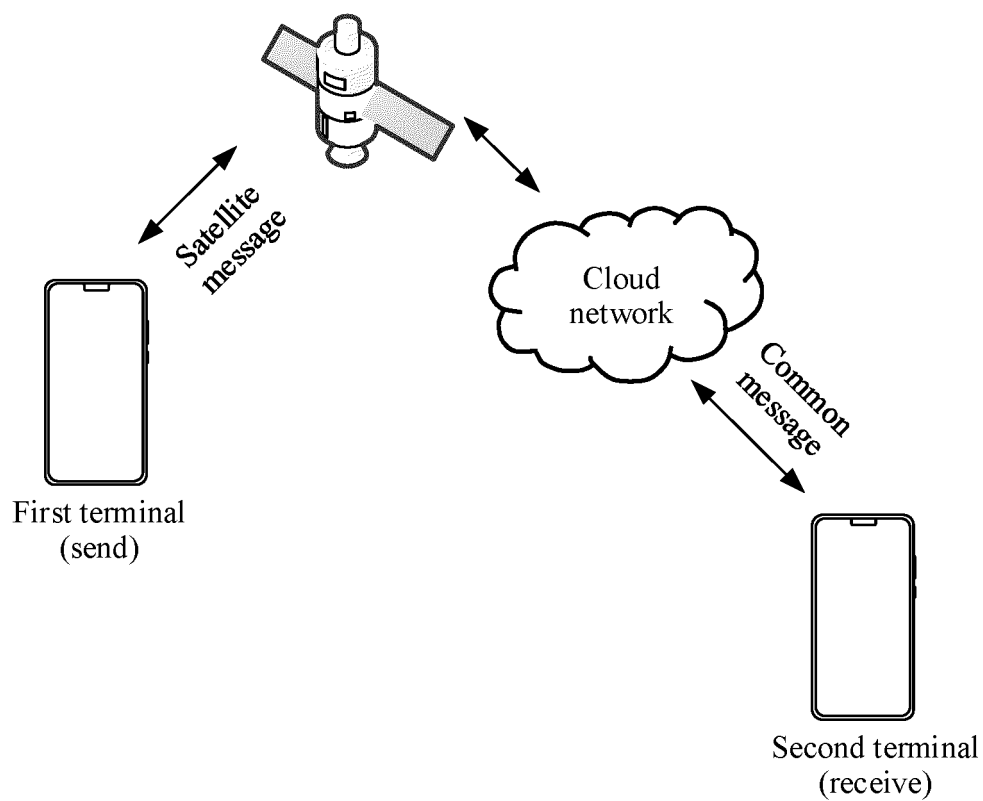 Satellite
message
Cloud
network
Common
message
First terminal
(send)
Second terminal
(receive)